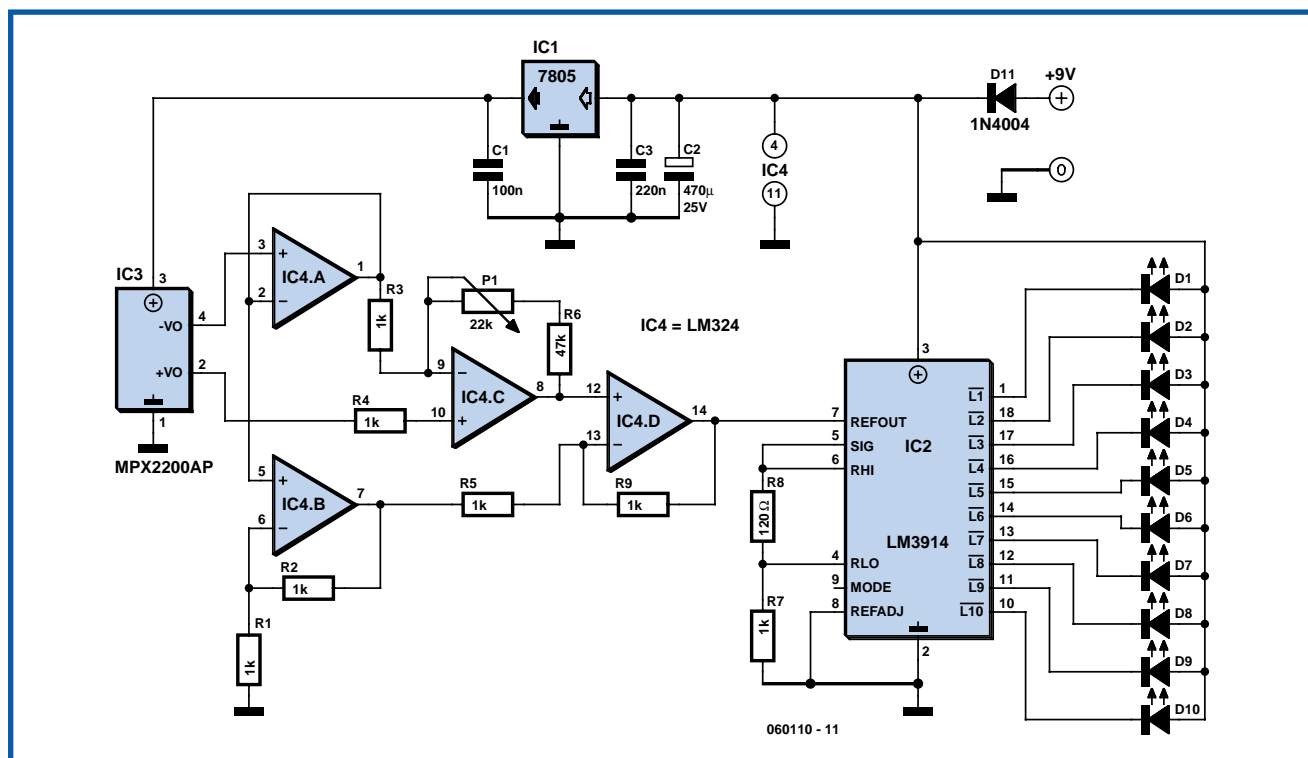 IC1
7805
D11
+9V
1N4004
C1
100n
C3
220n
C2
470µ
25V
4
IC4
11
0
IC3
3
-VO
4
+VO
2
1
MPX2200AP
3
+
IC4.A
1
2
−
R3
1k
P1
22k
R6
47k
IC4 = LM324
9
−
IC4.C
8
10
+
R4
1k
12
+
IC4.D
14
13
−
5
+
IC4.B
7
6
−
R5
1k
R9
1k
R2
1k
R1
1k
3
7
REFOUT
IC2
5
SIG
6
RHI
R8
120Ω
LM3914
4
RLO
9
MODE
8
REFADJ
R7
1k
2
L1
1
L2
18
L3
17
L4
16
L5
15
L6
14
L7
13
L8
12
L9
11
L10
10
D1
D2
D3
D4
D5
D6
D7
D8
D9
D10
060110 - 11